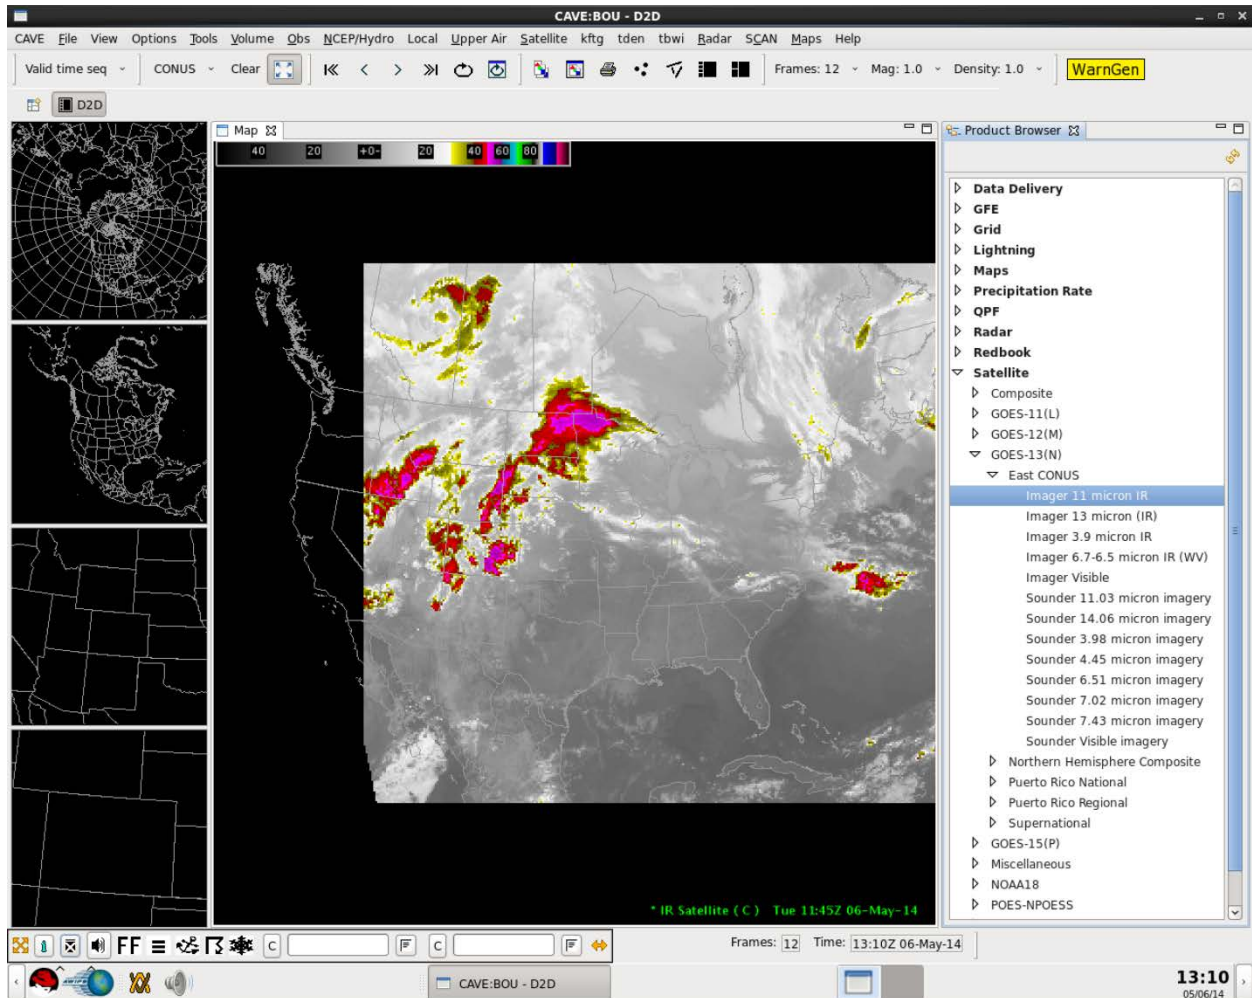 CAVE:BOU - D2D
CAVE File View Options Tools Volume Obs NCEP/Hydro Local Upper Air Satellite kftg tden tbwi Radar SCAN Maps Help
Valid time seq CONUS Clear Frames: 12 Mag: 1.0 Density: 1.0 WarnGen
D2D
Map
Product Browser
40 20 +0- 20 40 60 80
Data Delivery
GFE
Grid
Lightning
Maps
Precipitation Rate
QPF
Radar
Redbook
Satellite
Composite
GOES-11(L)
GOES-12(M)
GOES-13(N)
East CONUS
Imager 11 micron IR
Imager 13 micron (IR)
Imager 3.9 micron IR
Imager 6.7-6.5 micron IR (WV)
Imager Visible
Sounder 11.03 micron imagery
Sounder 14.06 micron imagery
Sounder 3.98 micron imagery
Sounder 4.45 micron imagery
Sounder 6.51 micron imagery
Sounder 7.02 micron imagery
Sounder 7.43 micron imagery
Sounder Visible imagery
Northern Hemisphere Composite
Puerto Rico National
Puerto Rico Regional
Supernational
GOES-15(P)
Miscellaneous
NOAA18
POES-NPOESS
* IR Satellite ( C ) Tue 11:45Z 06-May-14
FF C C Frames: 12 Time: 13:10Z 06-May-14
CAVE:BOU - D2D
13:10
05/06/14